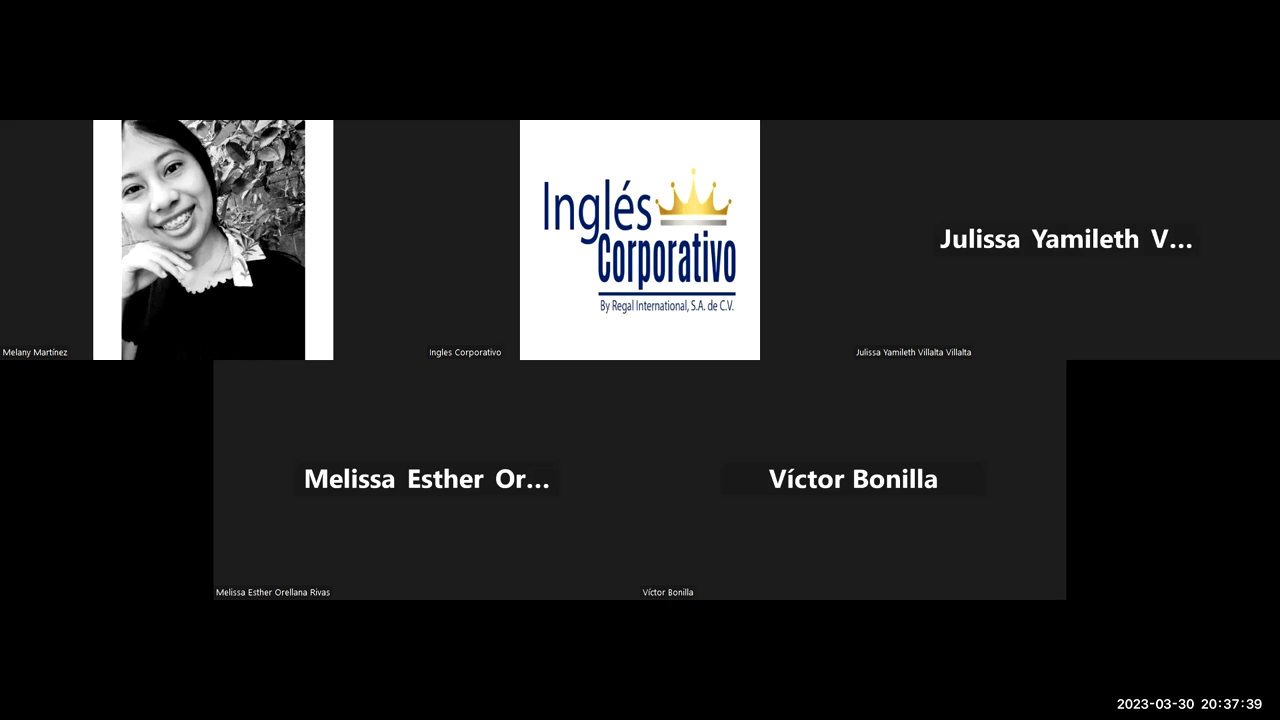 Inglés
Corporativo
By Regal International, S.A. de C.V.
Julissa Yamileth V...
Melany Martínez
Ingles Corporativo
Julissa Yamileth Villalta Villalta
Melissa Esther Or...
Víctor Bonilla
Melissa Esther Orellana Rivas
Víctor Bonilla
2023-03-30 20:37:39